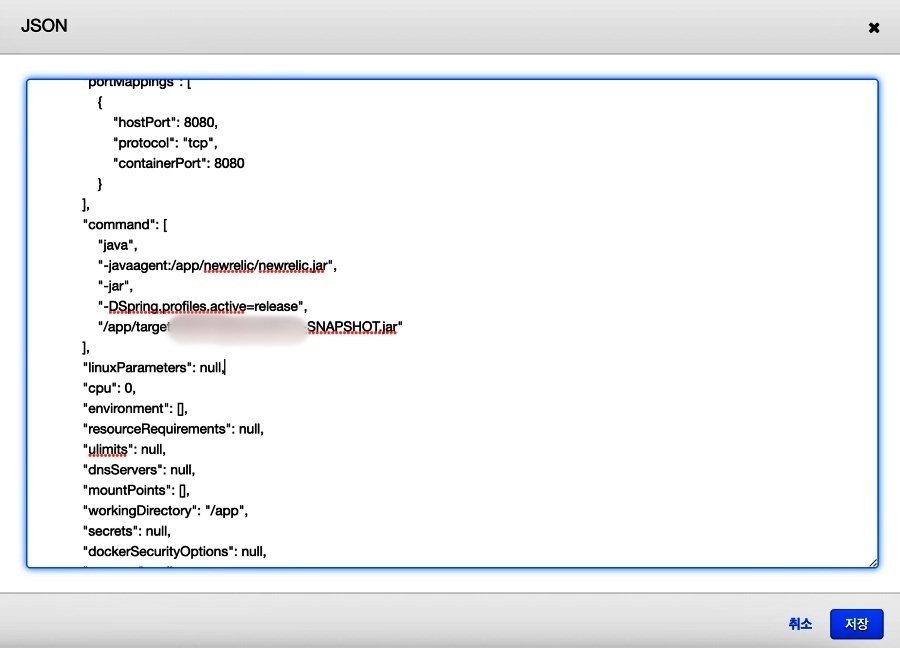 JSON
"portMappings": [
{
"hostPort": 8080,
"protocol": "tcp",
"containerPort": 8080
}
],
"command": [
"java",
"-javaagent:/app/newrelic/newrelic.jar",
"-jar",
"-DSpring.profiles.active=release",
"/app/target SNAPSHOT.jar"
],
"linuxParameters": null,
"cpu": 0,
"environment": [],
"resourceRequirements": null,
"ulimits": null,
"dnsServers": null,
"mountPoints": [],
"workingDirectory": "/app",
"secrets": null,
"dockerSecurityOptions": null,
취소 저장